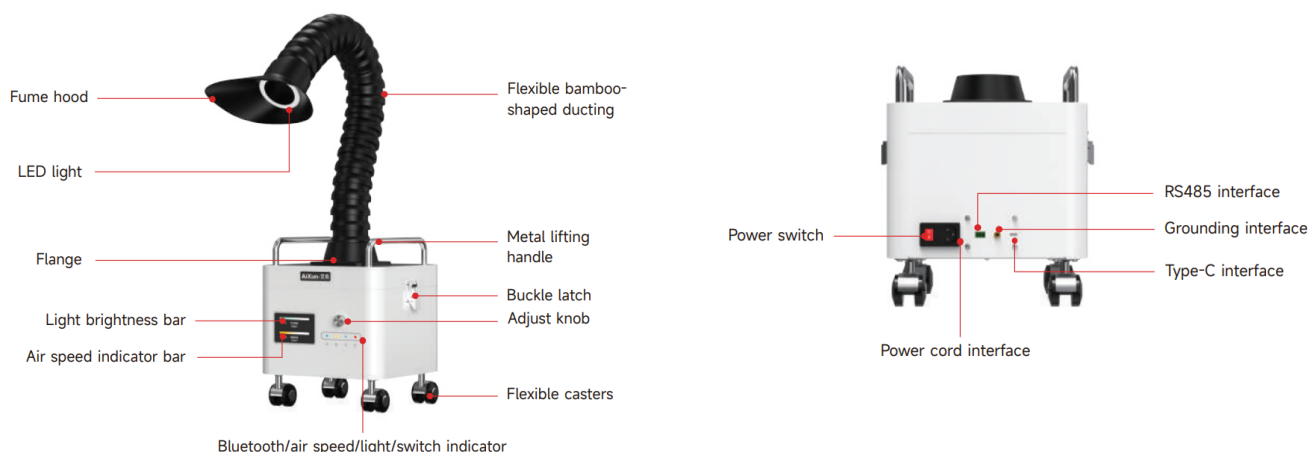 Fume hood
LED light
Flange
Light brightness bar
Air speed indicator bar
Flexible bamboo-
shaped ducting
Metal lifting
handle
Buckle latch
Adjust knob
Flexible casters
Bluetooth/air speed/light/switch indicator
AiXun
Power switch
RS485 interface
Grounding interface
Type-C interface
Power cord interface